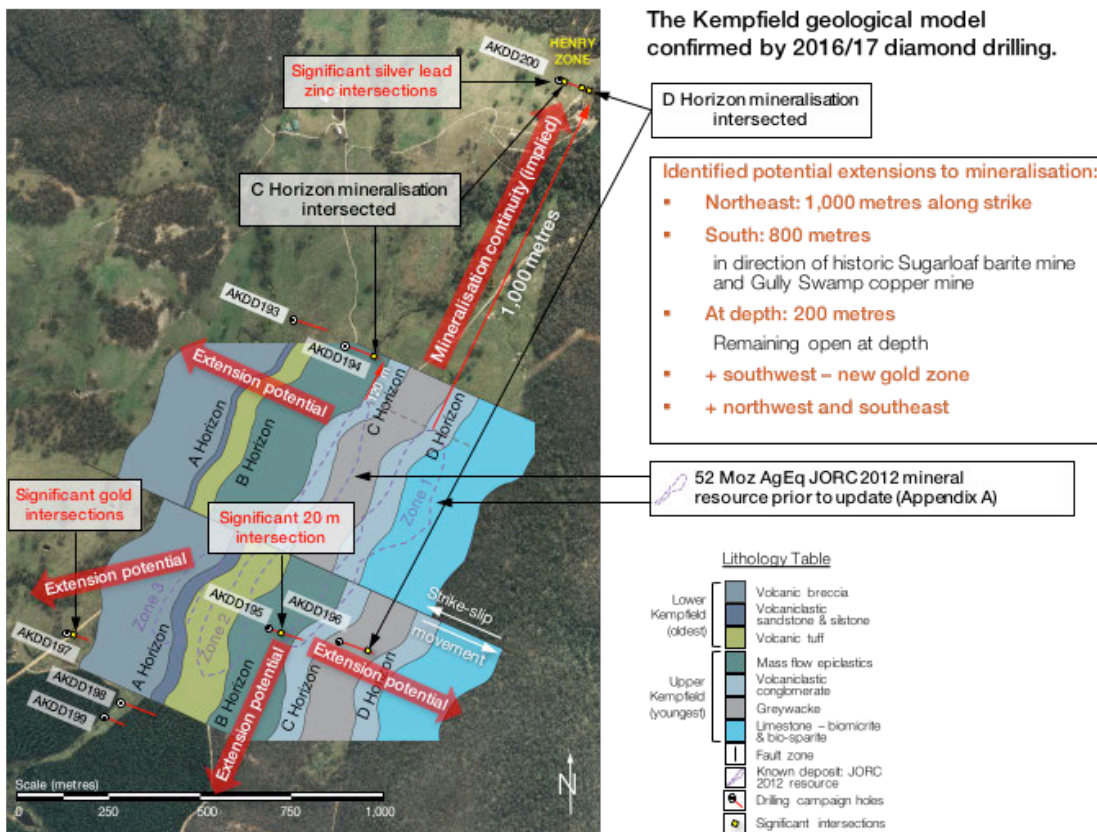 The Kempfield geological model
confirmed by 2016/17 diamond drilling.
HENRY
ZONE
AKDD200
Significant silver lead
zinc intersections
D Horizon mineralisation
intersected
C Horizon mineralisation
intersected
Mineralisation continuity (implied)
1,000 metres
Identified potential extensions to mineralisation:
▪ Northeast: 1,000 metres along strike
▪ South: 800 metres
in direction of historic Sugarloaf barite mine
and Gully Swamp copper mine
▪ At depth: 200 metres
Remaining open at depth
▪ + southwest – new gold zone
▪ + northwest and southeast
AKDD193
AKDD194
Extension potential
120 m
A Horizon
B Horizon
C Horizon
D Horizon
Zone 1
52 Moz AgEq JORC 2012 mineral
resource prior to update (Appendix A)
Significant gold
intersections
Significant 20 m
intersection
Extension potential
Zone 3
Zone 2
AKDD195
AKDD196
Strike-slip
movement
AKDD197
AKDD198
AKDD199
A Horizon
B Horizon
C Horizon
D Horizon
Extension potential
Extension potential
Scale (metres)
0 250 500 750 1,000
N
Lithology Table
Lower
Kempfield
(oldest)
Volcanic breccia
Volcaniclastic
sandstone & silstone
Volcanic tuff
Upper
Kempfield
(youngest)
Mass flow epiclastics
Volcaniclastic
conglomerate
Greywacke
Limestone – biomicrite
& bio-sparite
Fault zone
Known deposit: JORC
2012 resource
Drilling campaign holes
Significant intersections